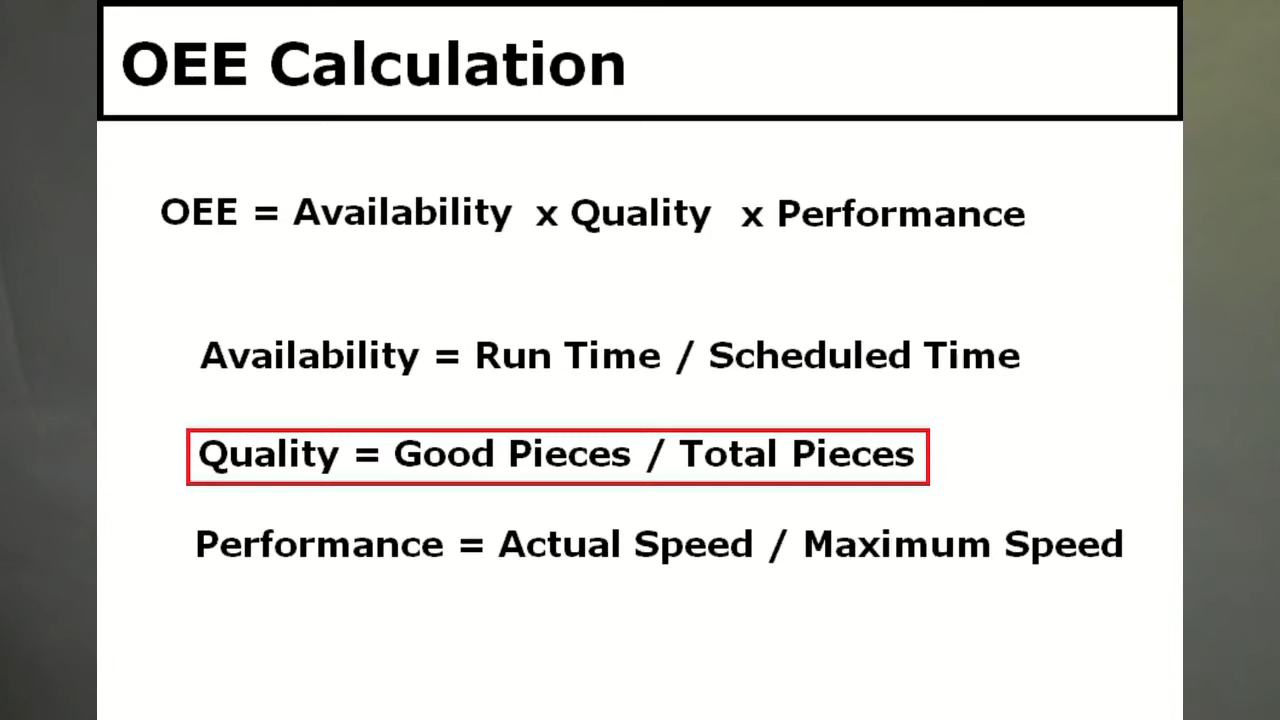 OEE Calculation
OEE = Availability x Quality x Performance
Availability = Run Time / Scheduled Time
Quality = Good Pieces / Total Pieces
Performance = Actual Speed / Maximum Speed